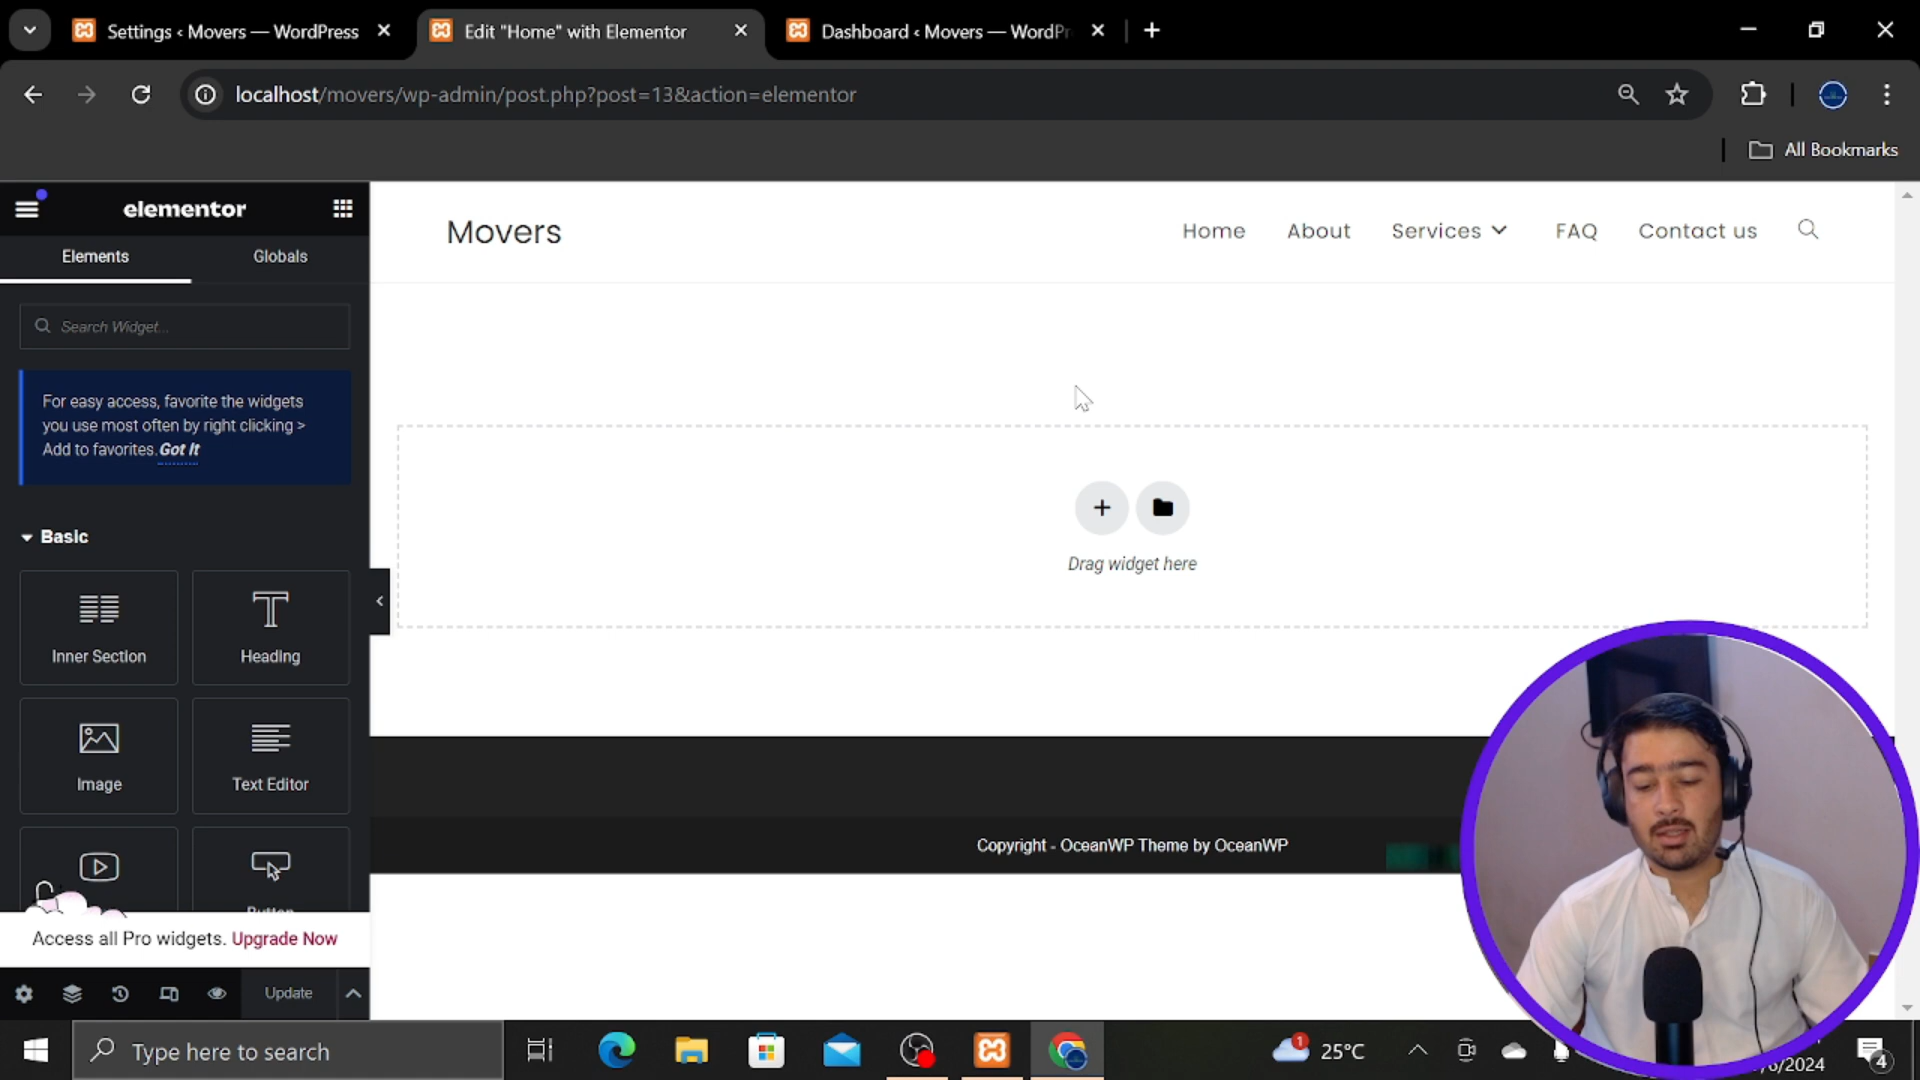 Settings ‹ Movers — WordPress
Edit "Home" with Elementor
Dashboard ‹ Movers — WordPr
localhost/movers/wp-admin/post.php?post=13&action=elementor
All Bookmarks
elementor
Elements
Globals
Search Widget...
For easy access, favorite the widgets
you use most often by right clicking >
Add to favorites. Got It
Basic
Inner Section
Heading
Image
Text Editor
Access all Pro widgets. Upgrade Now
Update
Movers
Home
About
Services
FAQ
Contact us
Drag widget here
Copyright - OceanWP Theme by OceanWP
Type here to search
1
25°C
/2024
4